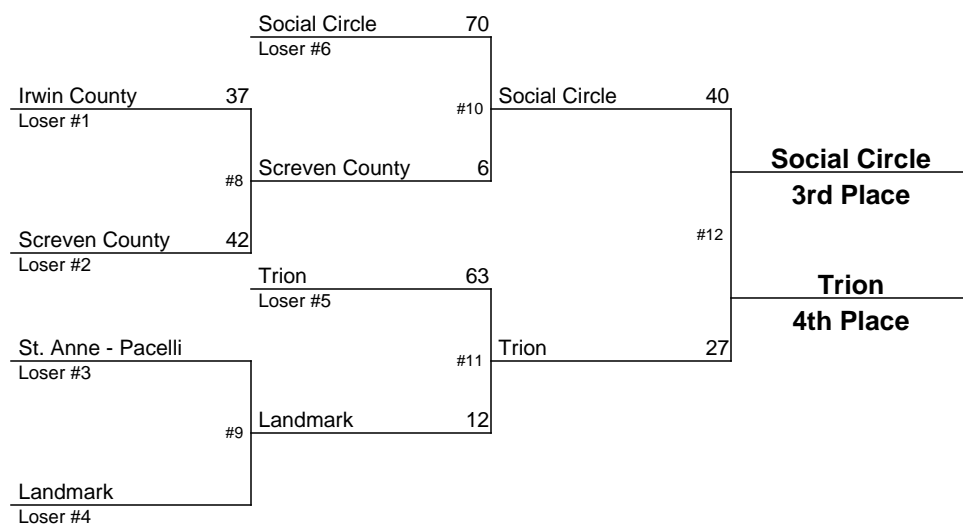 Social Circle 70
Loser #6
Irwin County 37
Loser #1
#10
Social Circle 40
Social Circle
3rd Place
#8
Screven County 6
Screven County 42
Loser #2
#12
Trion 63
Loser #5
Trion
4th Place
St. Anne - Pacelli
Loser #3
#11
Trion 27
#9
Landmark 12
Landmark
Loser #4